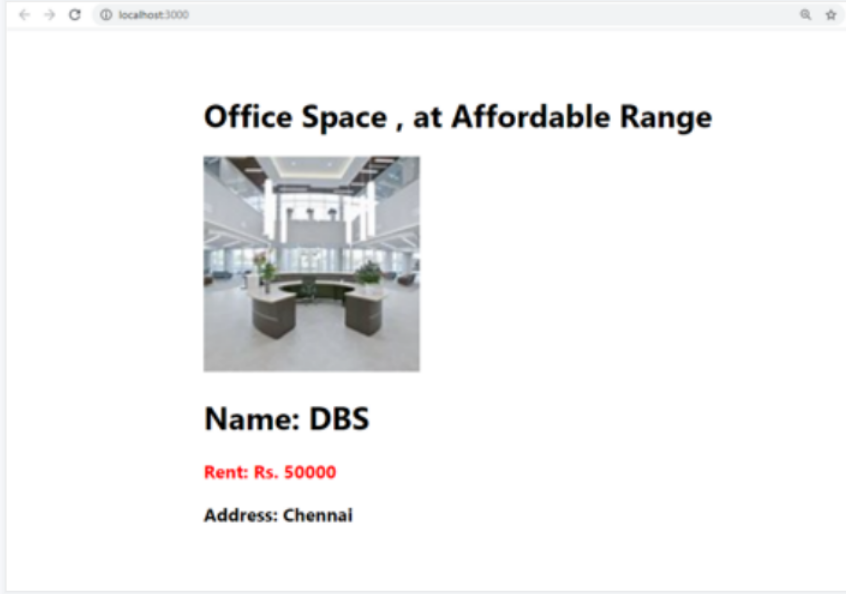 localhost:3000
Office Space , at Affordable Range
Name: DBS
Rent: Rs. 50000
Address: Chennai